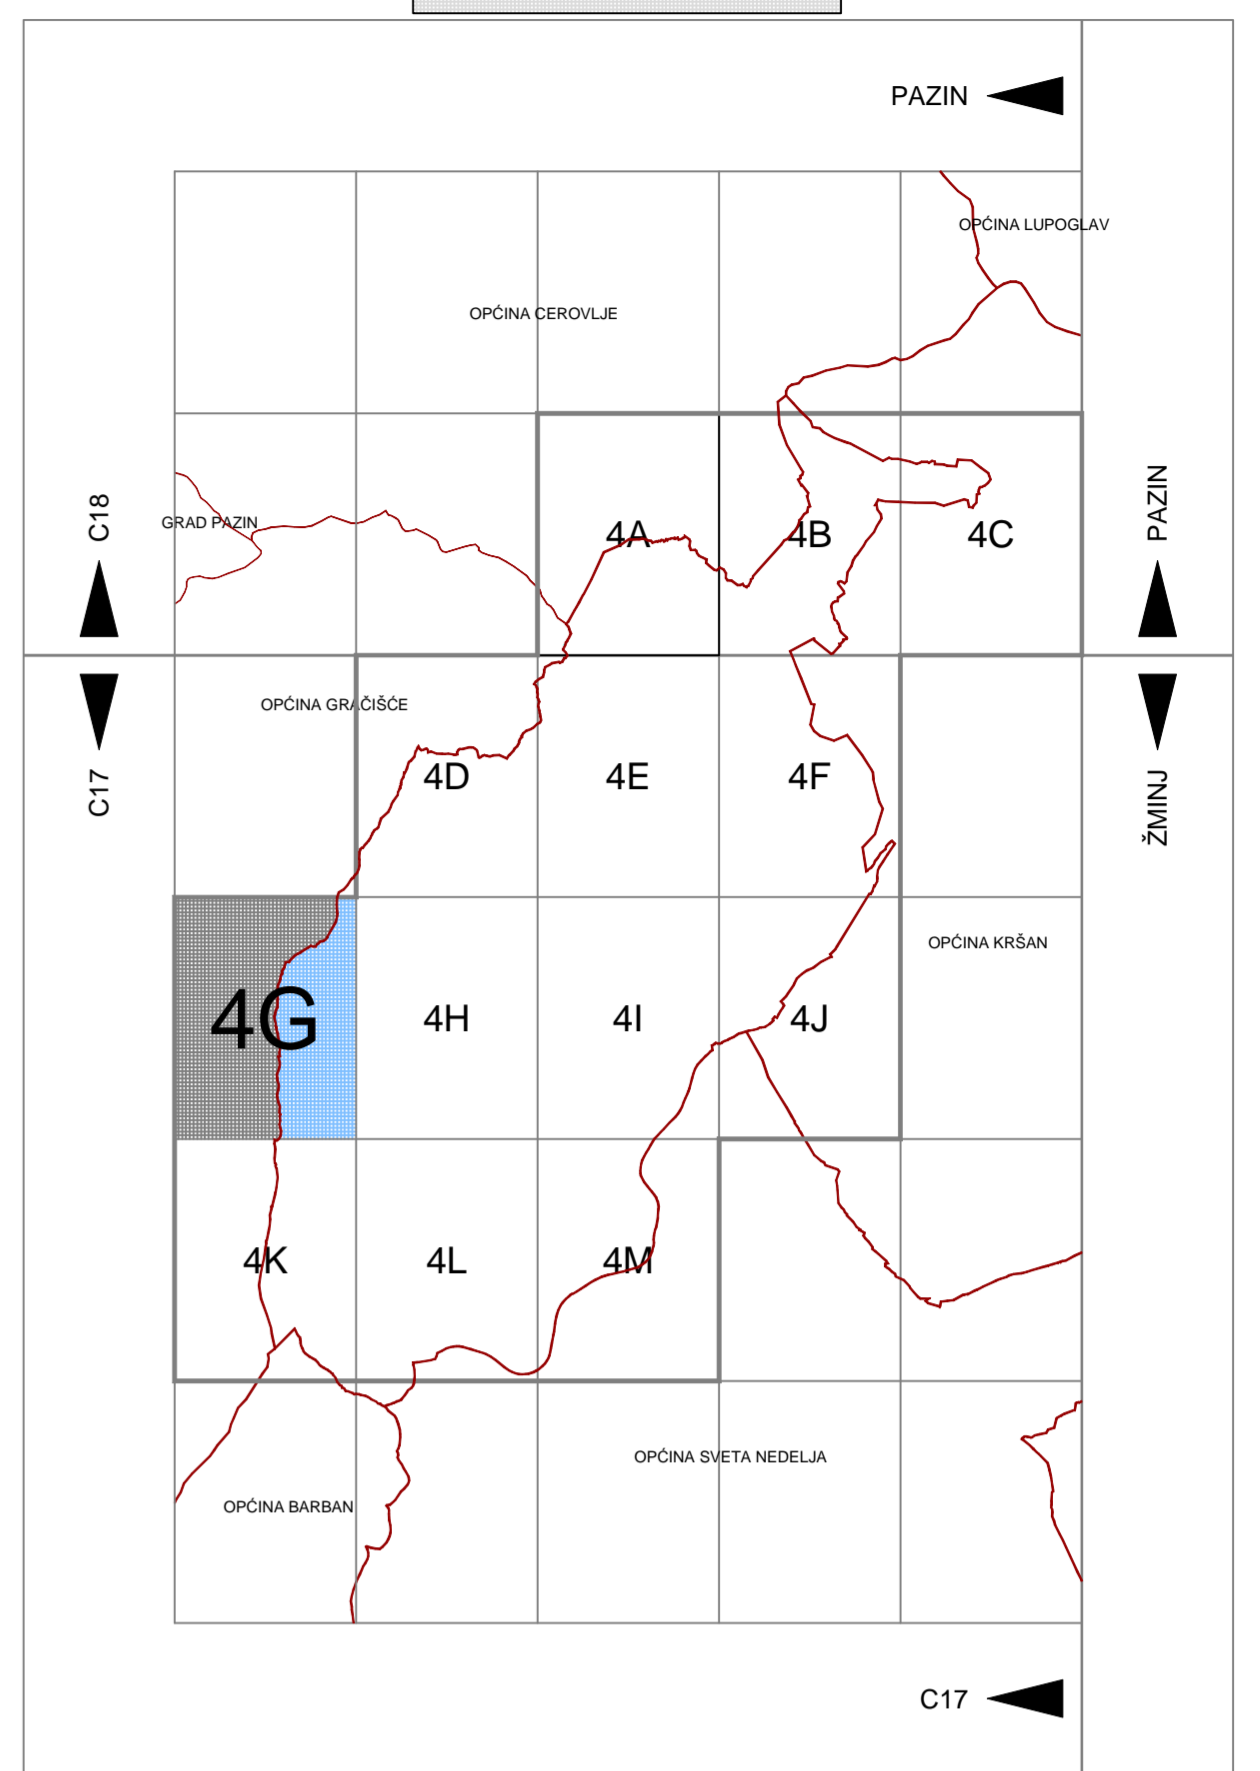 PAZIN
OPĆINA LUPOGLAV
OPĆINA CEROVLJE
C18
GRAD PAZIN
4A
4B
4C
PAZIN
C17
OPĆINA GRAČIŠĆE
4D
4E
4F
ŽMINJ
OPĆINA KRŠAN
4G
4H
4I
4J
4K
4L
4M
OPĆINA SVETA NEDELJA
OPĆINA BARBAN
C17